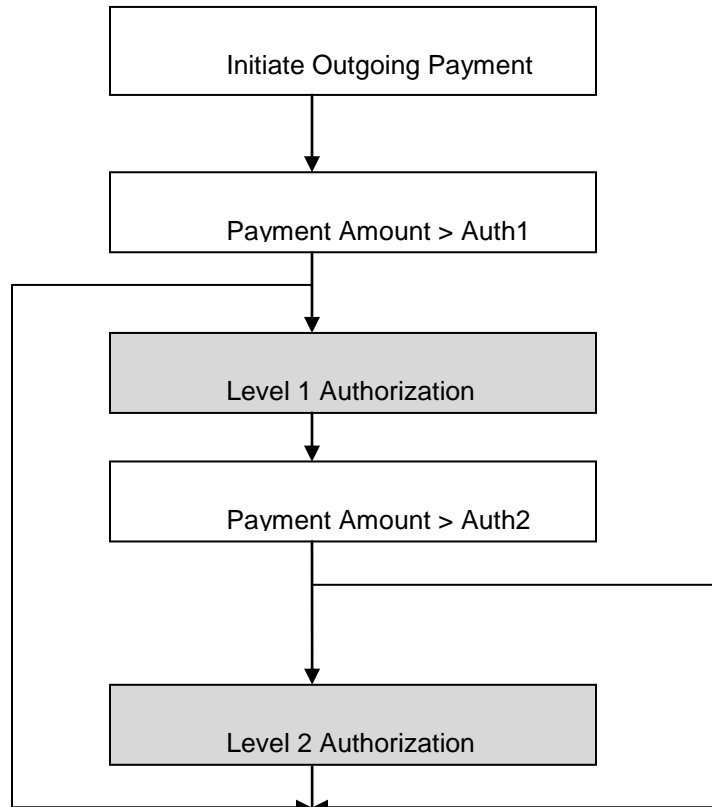 Initiate Outgoing Payment
Payment Amount > Auth1
Level 1 Authorization
Payment Amount > Auth2
Level 2 Authorization